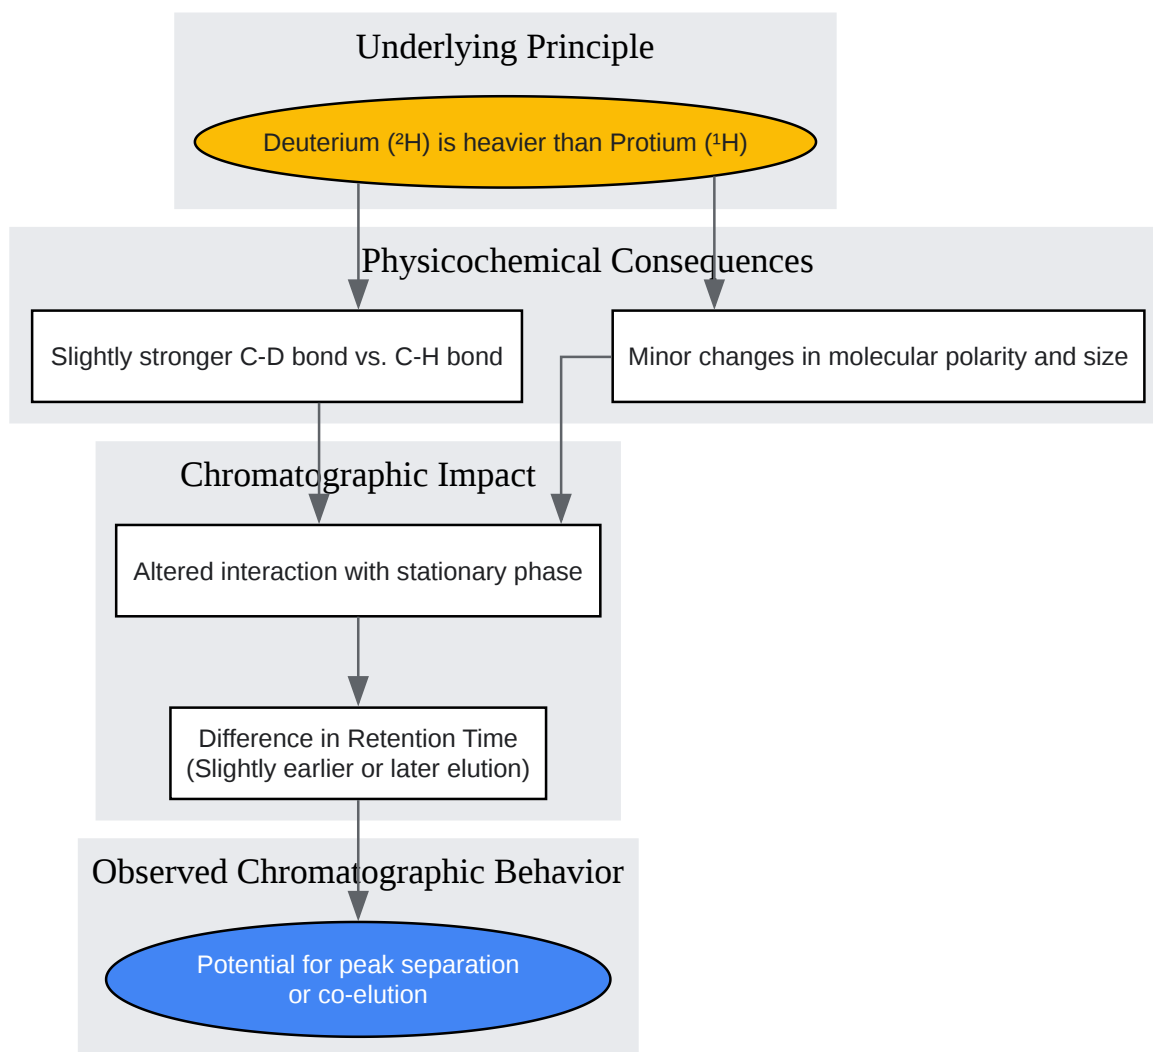 Underlying Principle
Deuterium (²H) is heavier than Protium (¹H)
Physicochemical Consequences
Slightly stronger C-D bond vs. C-H bond
Minor changes in molecular polarity and size
Chromatographic Impact
Altered interaction with stationary phase
Difference in Retention Time
(Slightly earlier or later elution)
Observed Chromatographic Behavior
Potential for peak separation
or co-elution